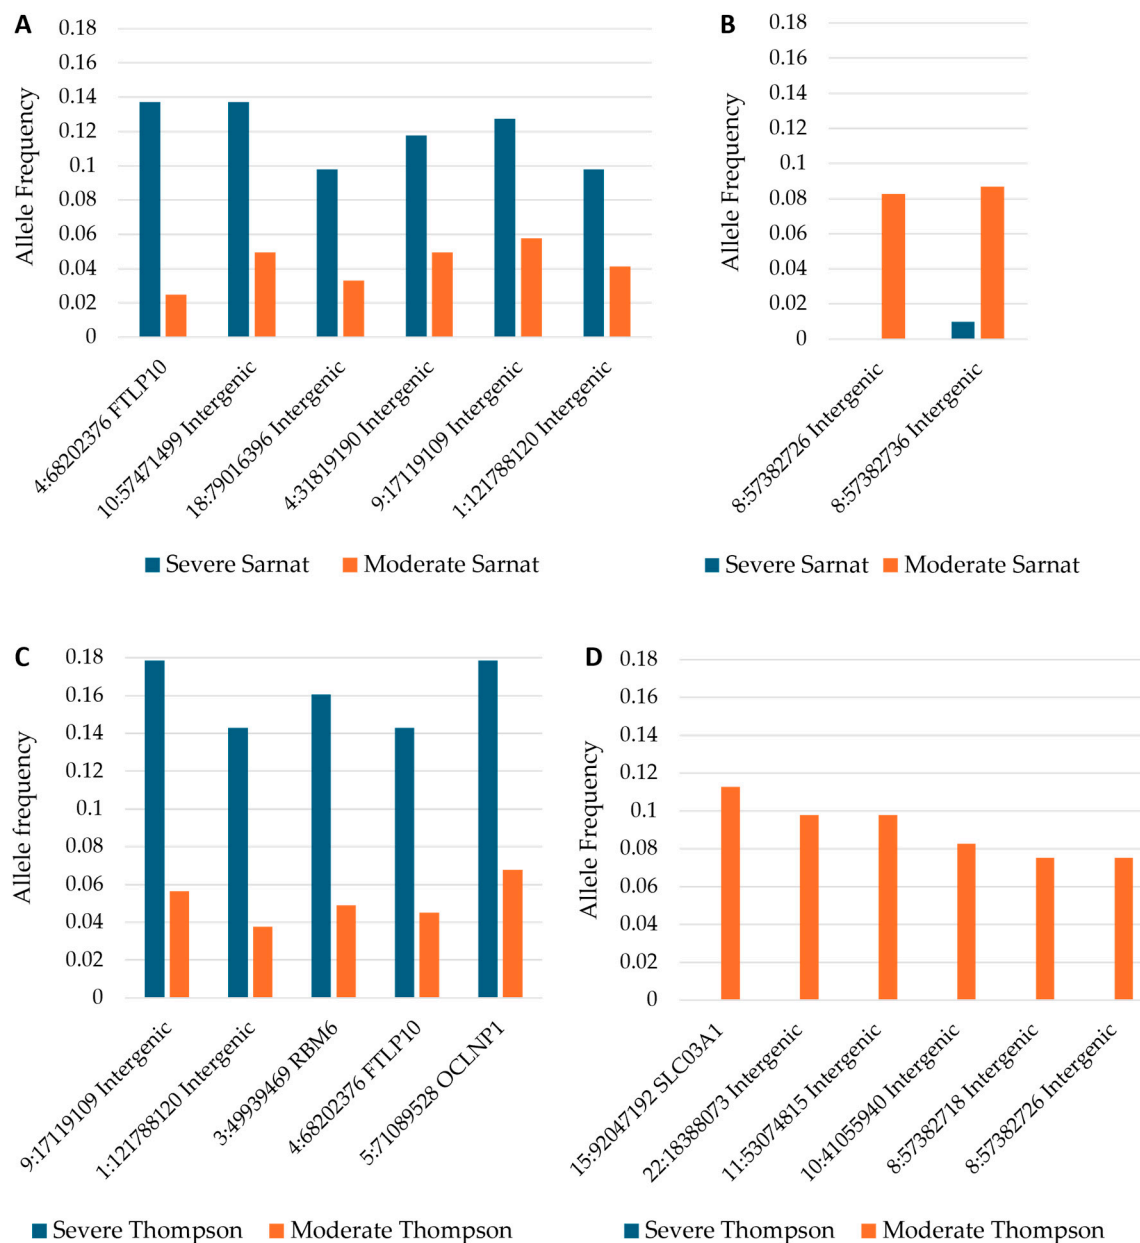 A
Allele Frequency
0.18
0.16
0.14
0.12
0.1
0.08
0.06
0.04
0.02
0
4:68202376 FTLP10
10:57471499 Intergenic
18:79016396 Intergenic
4:31819190 Intergenic
9:17119109 Intergenic
1:121788120 Intergenic
Severe Sarnat Moderate Sarnat
B
Allele Frequency
0.18
0.16
0.14
0.12
0.1
0.08
0.06
0.04
0.02
0
8:57382726 Intergenic
8:57382736 Intergenic
Severe Sarnat Moderate Sarnat
C
Allele frequency
0.18
0.16
0.14
0.12
0.1
0.08
0.06
0.04
0.02
0
9:17119109 Intergenic
1:121788120 Intergenic
3:49939469 RBM6
4:68202376 FTLP10
5:71089528 OCLNP1
Severe Thompson Moderate Thompson
D
Allele Frequency
0.18
0.16
0.14
0.12
0.1
0.08
0.06
0.04
0.02
0
15:92047192 SLC03A1
22:18388073 Intergenic
11:53074815 Intergenic
10:41055940 Intergenic
8:57382718 Intergenic
8:57382726 Intergenic
Severe Thompson Moderate Thompson